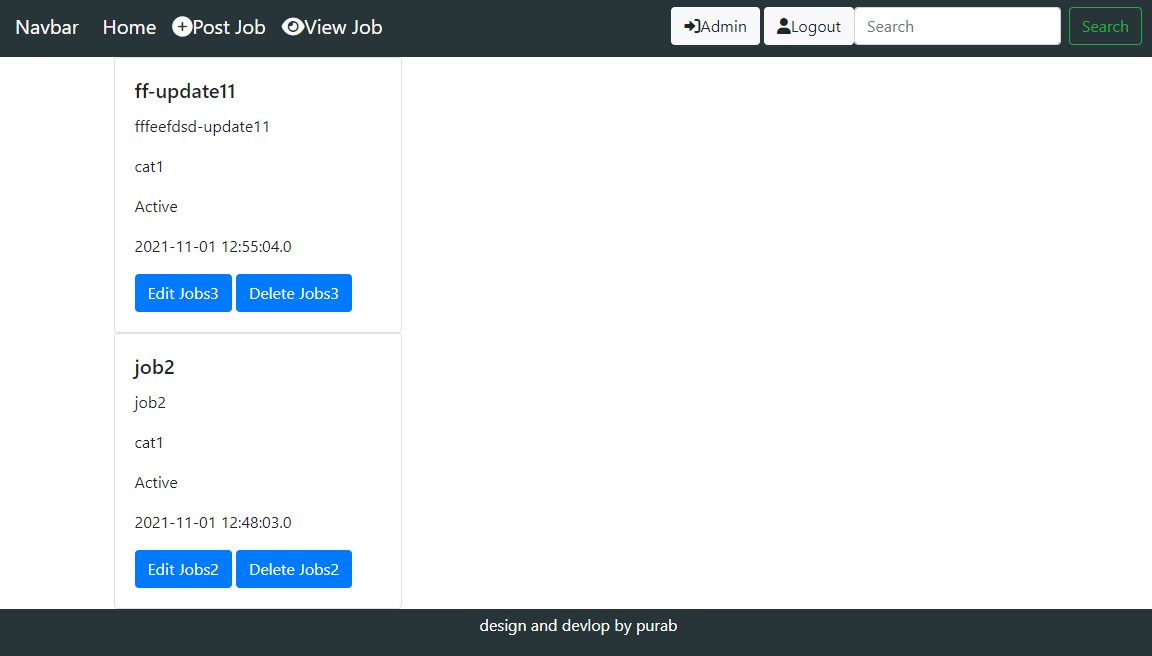 Navbar Home Post Job View Job Admin Logout Search Search
ff-update11
fffeefdsd-update11
cat1
Active
2021-11-01 12:55:04.0
Edit Jobs3 Delete Jobs3
job2
job2
cat1
Active
2021-11-01 12:48:03.0
Edit Jobs2 Delete Jobs2
design and devlop by purab